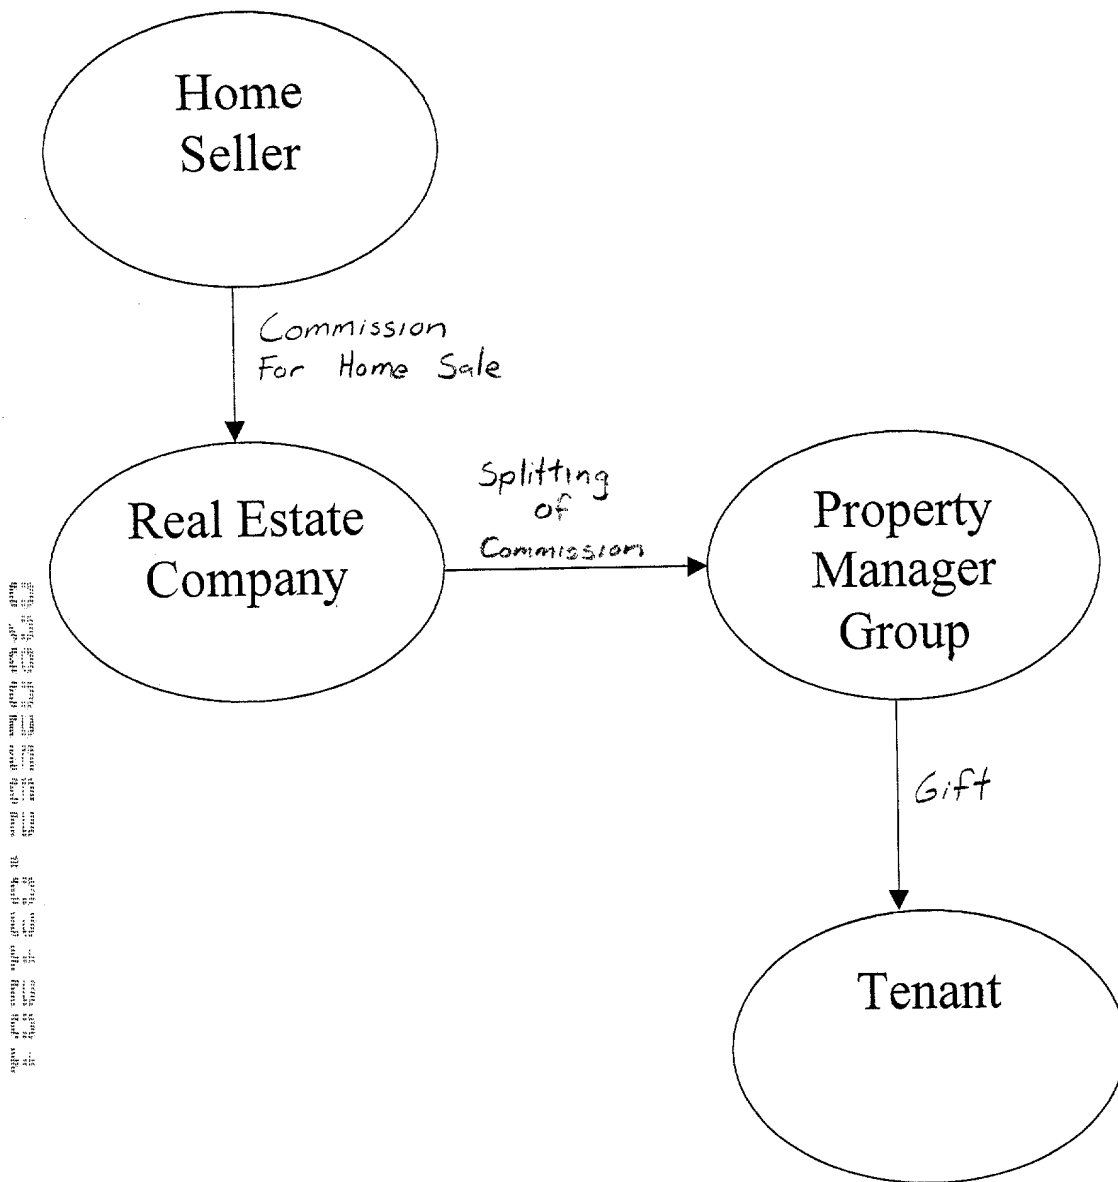 Home
Seller
Commission
For Home Sale
Real Estate
Company
Splitting
of
Commission
Property
Manager
Group
Gift
Tenant